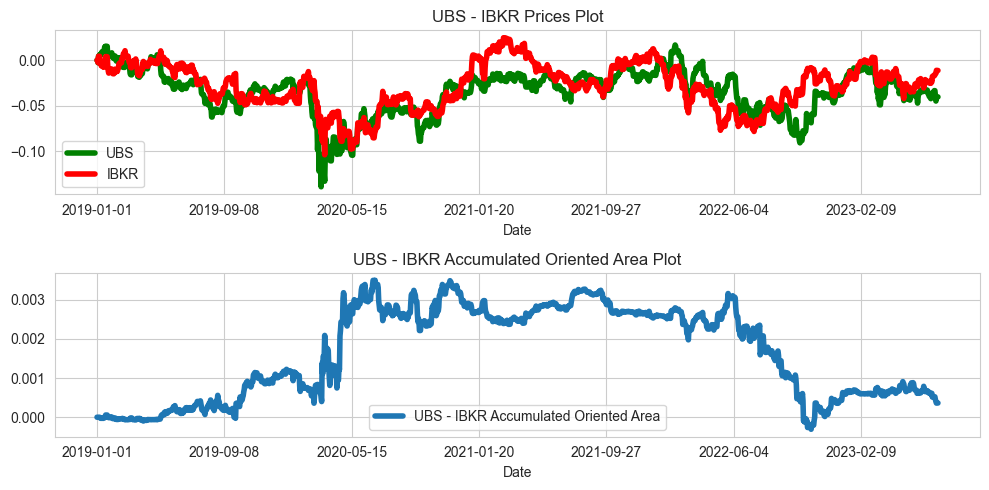 UBS - IBKR Prices Plot
0.00
−0.05
−0.10
UBS
IBKR
2019-01-01 2019-09-08 2020-05-15 2021-01-20 2021-09-27 2022-06-04 2023-02-09
Date
UBS - IBKR Accumulated Oriented Area Plot
0.003
0.002
0.001
0.000
UBS - IBKR Accumulated Oriented Area
2019-01-01 2019-09-08 2020-05-15 2021-01-20 2021-09-27 2022-06-04 2023-02-09
Date